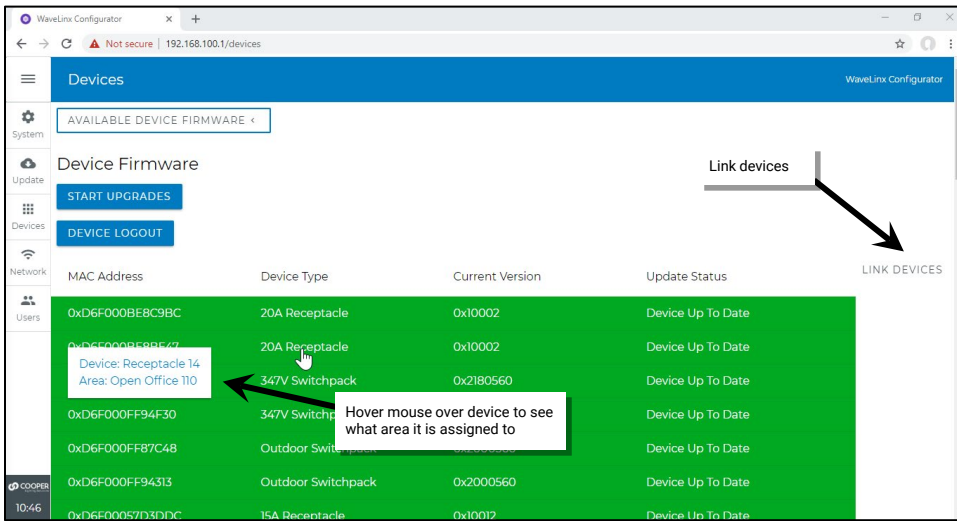 WaveLinx Configurator
Not secure | 192.168.100.1/devices
Devices
WaveLinx Configurator
System
AVAILABLE DEVICE FIRMWARE
Update
Device Firmware
Link devices
START UPGRADES
Devices
DEVICE LOGOUT
Network
MAC Address Device Type Current Version Update Status LINK DEVICES
Users
0xD6F000BE8C9BC 20A Receptacle 0x10002 Device Up To Date
20A Receptacle 0x10002 Device Up To Date
Device: Receptacle 14
Area: Open Office 110
347V Switchpack 0x2180560 Device Up To Date
0xD6F000FF94F30 347V Device Up To Date
Hover mouse over device to see
what area it is assigned to
0xD6F000FF87C48 Outdoor Device Up To Date
0xD6F000FF94313 Outdoor Switchpack 0x2000560 Device Up To Date
0xD6F00057D3DDC 15A Receptacle 0x10012 Device Up To Date
COOPER
10:46